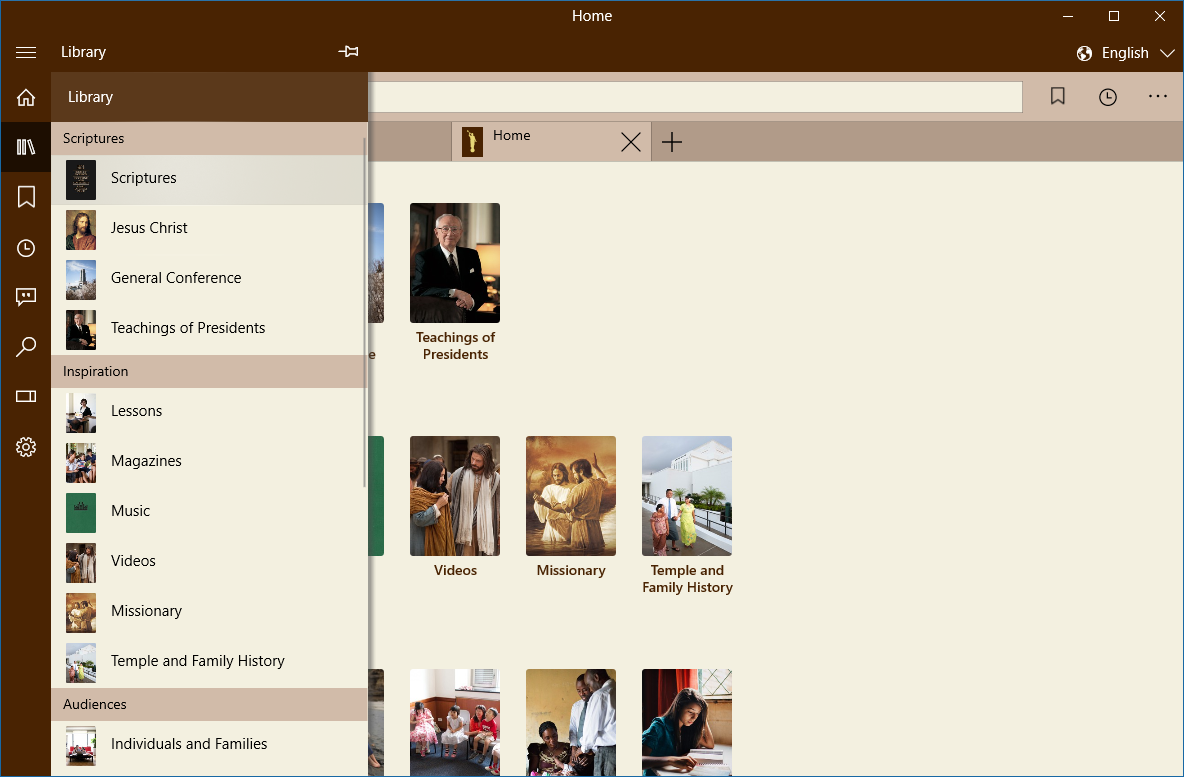 Home
Library
English
Library
Home
Scriptures
Scriptures
Jesus Christ
General Conference
Teachings of Presidents
Inspiration
Lessons
Magazines
Music
Videos
Missionary
Temple and Family History
Audiences
Individuals and Families
Teachings of
Presidents
e
Videos
Missionary
Temple and
Family History